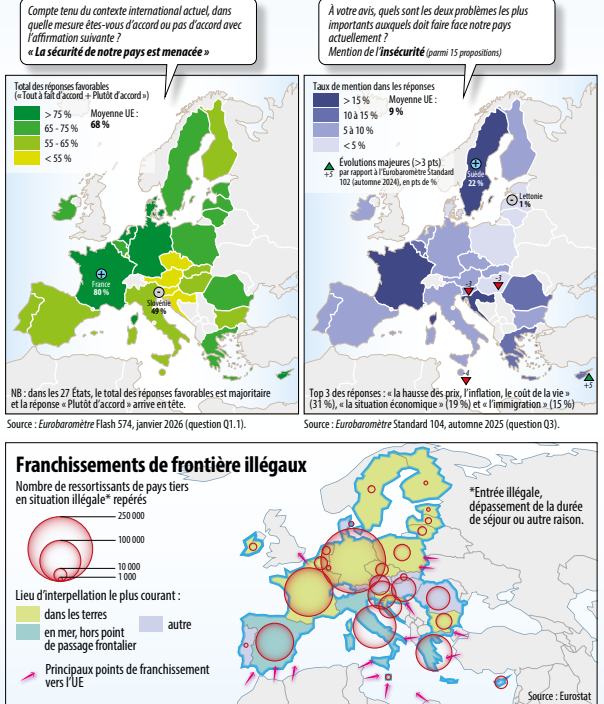 Compte tenu du contexte international actuel, dans
quelle mesure êtes-vous d'accord ou pas d'accord avec
l'affirmation suivante ?
« La sécurité de notre pays est menacée »
Total des réponses favorables
(« Tout à fait d'accord + Plutôt d'accord »)
> 75 %
65 - 75 %
55 - 65 %
< 55 %
Moyenne UE :
68 %
+
France
80 %
-
Slovénie
49 %
NB : dans les 27 États, le total des réponses favorables est majoritaire
et la réponse « Plutôt d'accord » arrive en tête.
Source : Eurobaromètre Flash 574, janvier 2026 (question Q1.1).
À votre avis, quels sont les deux problèmes les plus
importants auxquels doit faire face notre pays
actuellement ?
Mention de l'insécurité (parmi 15 propositions)
Taux de mention dans les réponses
> 15 %
10 à 15 %
5 à 10 %
< 5 %
Moyenne UE :
9 %
+5
Évolutions majeures (>3 pts)
par rapport à l'Eurobaromètre Standard
102 (automne 2024), en pts de %
+
Suède
22 %
-
Lettonie
1 %
-3
-3
-4
+5
Top 3 des réponses : « la hausse des prix, l'inflation, le coût de la vie »
(31 %), « la situation économique » (19 %) et « l'immigration » (15 %)
Source : Eurobaromètre Standard 104, automne 2025 (question Q3).
Franchissements de frontière illégaux
Nombre de ressortissants de pays tiers
en situation illégale* repérés
250 000
100 000
10 000
1 000
Lieu d'interpellation le plus courant :
dans les terres
en mer, hors point
de passage frontalier
autre
Principaux points de franchissement
vers l'UE
*Entrée illégale,
dépassement de la durée
de séjour ou autre raison.
Source : Eurostat